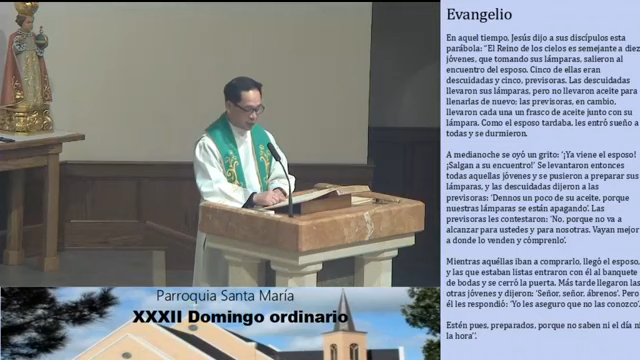 Evangelio
En aquel tiempo, Jesús dijo a sus discípulos esta
parábola: "El Reino de los cielos es semejante a diez
jóvenes, que tomando sus lámparas, salieron al
encuentro del esposo. Cinco de ellas eran
descuidadas y cinco, previsoras. Las descuidadas
llevaron sus lámparas, pero no llevaron aceite para
llenarlas de nuevo; las previsoras, en cambio,
llevaron cada una un frasco de aceite junto con su
lámpara. Como el esposo tardaba, les entró sueño a
todas y se durmieron.
A medianoche se oyó un grito: '¡Ya viene el esposo!
¡Salgan a su encuentro!' Se levantaron entonces
todas aquellas jóvenes y se pusieron a preparar sus
lámparas, y las descuidadas dijeron a las
previsoras: 'Dennos un poco de su aceite, porque
nuestras lámparas se están apagando'. Las
previsoras les contestaron: 'No, porque no va a
alcanzar para ustedes y para nosotras. Vayan mejor
a donde lo venden y cómprenlo'.
Mientras aquéllas iban a comprarlo, llegó el esposo,
y las que estaban listas entraron con él al banquete
de bodas y se cerró la puerta. Más tarde llegaron las
otras jóvenes y dijeron: 'Señor, señor, ábrenos'. Pero
él les respondió: 'Yo les aseguro que no las conozco'.
Estén pues, preparados, porque no saben ni el día ni
la hora".
Parroquia Santa María
XXXII Domingo ordinario